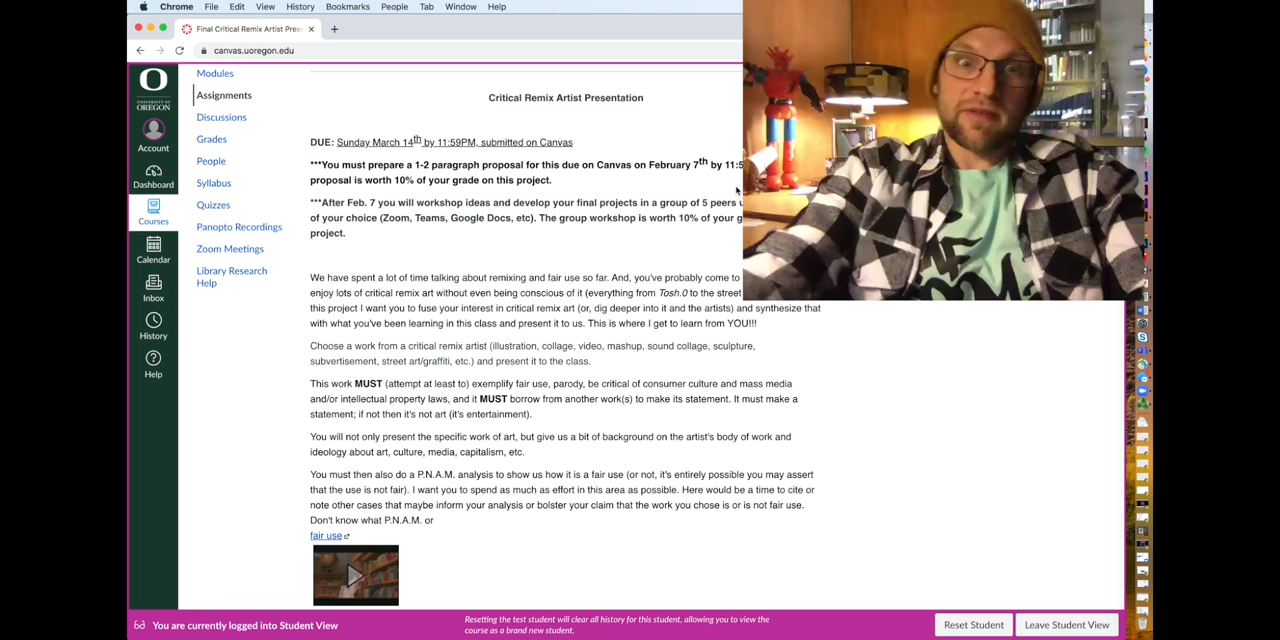 Chrome File Edit View History Bookmarks People Tab Window Help
Final Critical Remix Artist Pres
canvas.uoregon.edu
O
UNIVERSITY OF
OREGON
Account
Dashboard
Courses
Calendar
Inbox
History
Help
Modules
Assignments
Discussions
Grades
People
Syllabus
Quizzes
Panopto Recordings
Zoom Meetings
Library Research
Help
Critical Remix Artist Presentation
DUE: Sunday March 14th by 11:59PM, submitted on Canvas
***You must prepare a 1-2 paragraph proposal for this due on Canvas on February 7th by 11:5
proposal is worth 10% of your grade on this project.
***After Feb. 7 you will workshop ideas and develop your final projects in a group of 5 peers u
of your choice (Zoom, Teams, Google Docs, etc). The group workshop is worth 10% of your g
project.
We have spent a lot of time talking about remixing and fair use so far. And, you've probably come to
enjoy lots of critical remix art without even being conscious of it (everything from Tosh.0 to the street
this project I want you to fuse your interest in critical remix art (or, dig deeper into it and the artists) and synthesize that
with what you've been learning in this class and present it to us. This is where I get to learn from YOU!!!
Choose a work from a critical remix artist (illustration, collage, video, mashup, sound collage, sculpture,
subvertisement, street art/graffiti, etc.) and present it to the class.
This work MUST (attempt at least to) exemplify fair use, parody, be critical of consumer culture and mass media
and/or intellectual property laws, and it MUST borrow from another work(s) to make its statement. It must make a
statement; if not then it's not art (it's entertainment).
You will not only present the specific work of art, but give us a bit of background on the artist's body of work and
ideology about art, culture, media, capitalism, etc.
You must then also do a P.N.A.M. analysis to show us how it is a fair use (or not, it's entirely possible you may assert
that the use is not fair). I want you to spend as much as effort in this area as possible. Here would be a time to cite or
note other cases that maybe inform your analysis or bolster your claim that the work you chose is or is not fair use.
Don't know what P.N.A.M. or
fair use
You are currently logged into Student View
Resetting the test student will clear all history for this student, allowing you to view the
course as a brand new student.
Reset Student
Leave Student View